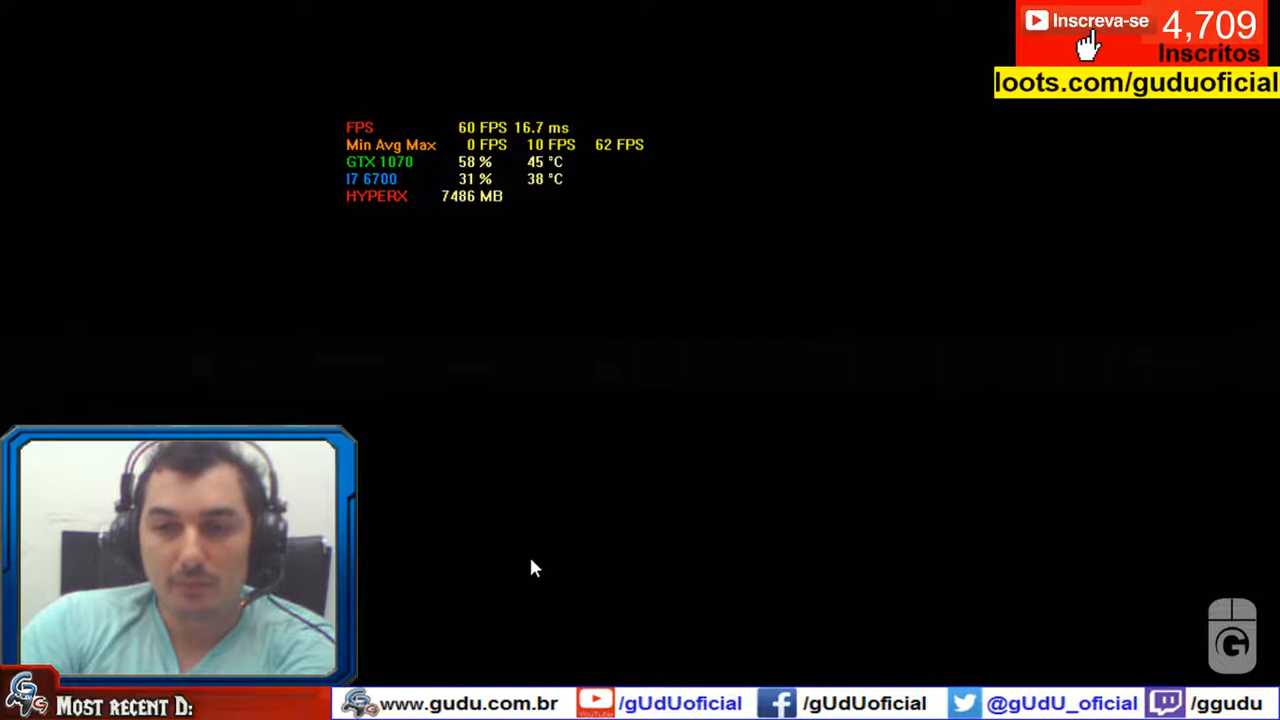 Inscreva-se 4,709
Inscritos
loots.com/guduoficial
FPS 60 FPS 16.7 ms
Min Avg Max 0 FPS 10 FPS 62 FPS
GTX 1070 58 % 45 °C
I7 6700 31 % 38 °C
HYPERX 7486 MB
G
MOST RECENT D: www.gudu.com.br YouTube /gUdUoficial /gUdUoficial @gUdU_oficial /ggudu